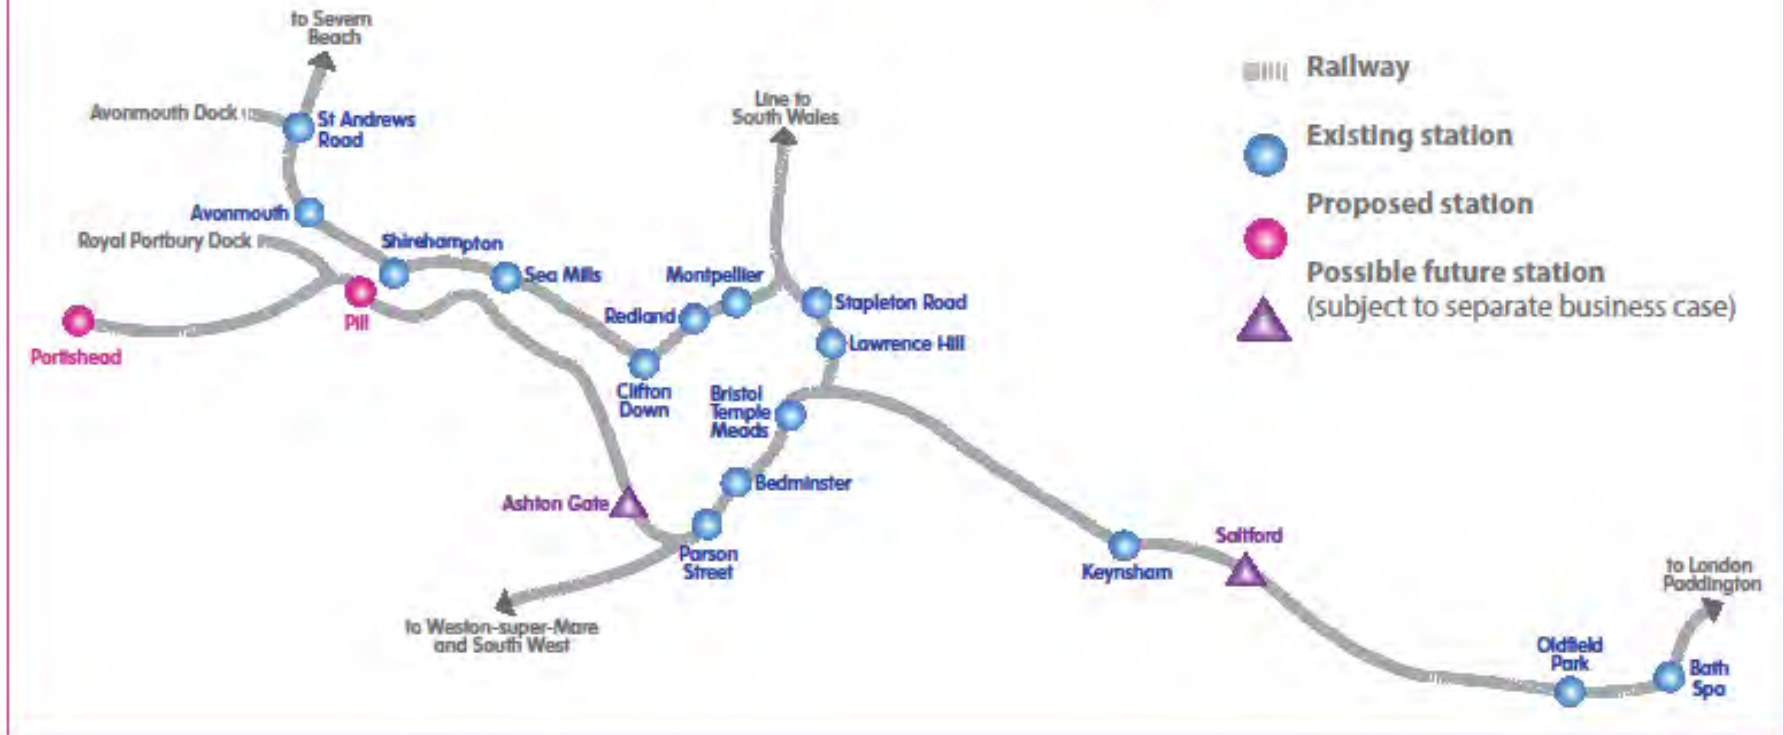 to Severn
Beach
Avonmouth Dock
St Andrews
Road
Line to
South Wales
Avonmouth
Royal Portbury Dock
Shirehampton
Sea Mills
Montpellier
Stapleton Road
Redland
Pill
Portishead
Lawrence Hill
Clifton
Down
Bristol
Temple
Meads
Bedminster
Ashton Gate
Parson
Street
to Weston-super-Mare
and South West
Keynsham
Saltford
to London
Paddington
Oldfield
Park
Bath
Spa
Railway
Existing station
Proposed station
Possible future station
(subject to separate business case)